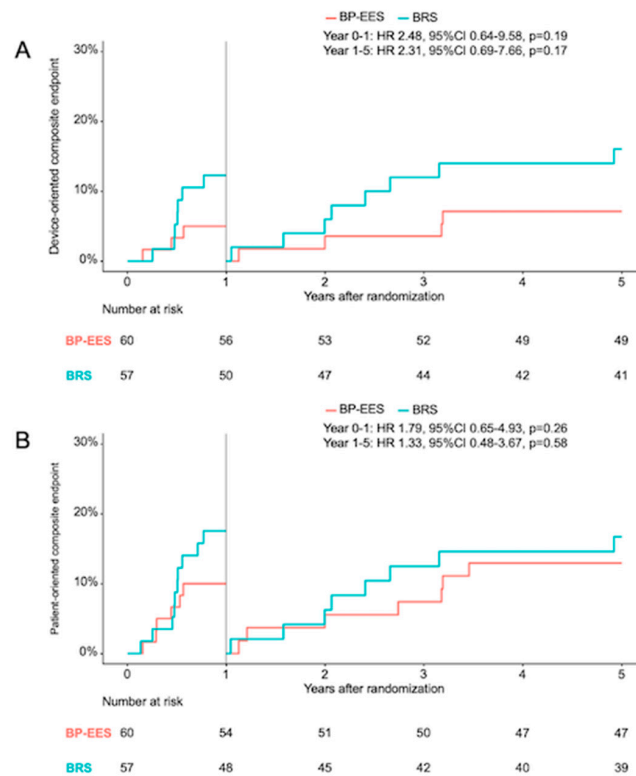 BP-EES BRS
A
Year 0-1: HR 2.48, 95%CI 0.64-9.58, p=0.19
Year 1-5: HR 2.31, 95%CI 0.69-7.66, p=0.17
Device-oriented composite endpoint
30%
20%
10%
0%
0 1 2 3 4 5
Years after randomization
Number at risk
BP-EES 60 56 53 52 49 49
BRS 57 50 47 44 42 41
BP-EES BRS
B
Year 0-1: HR 1.79, 95%CI 0.65-4.93, p=0.26
Year 1-5: HR 1.33, 95%CI 0.48-3.67, p=0.58
Patient-oriented composite endpoint
30%
20%
10%
0%
0 1 2 3 4 5
Years after randomization
Number at risk
BP-EES 60 54 51 50 47 47
BRS 57 48 45 42 40 39